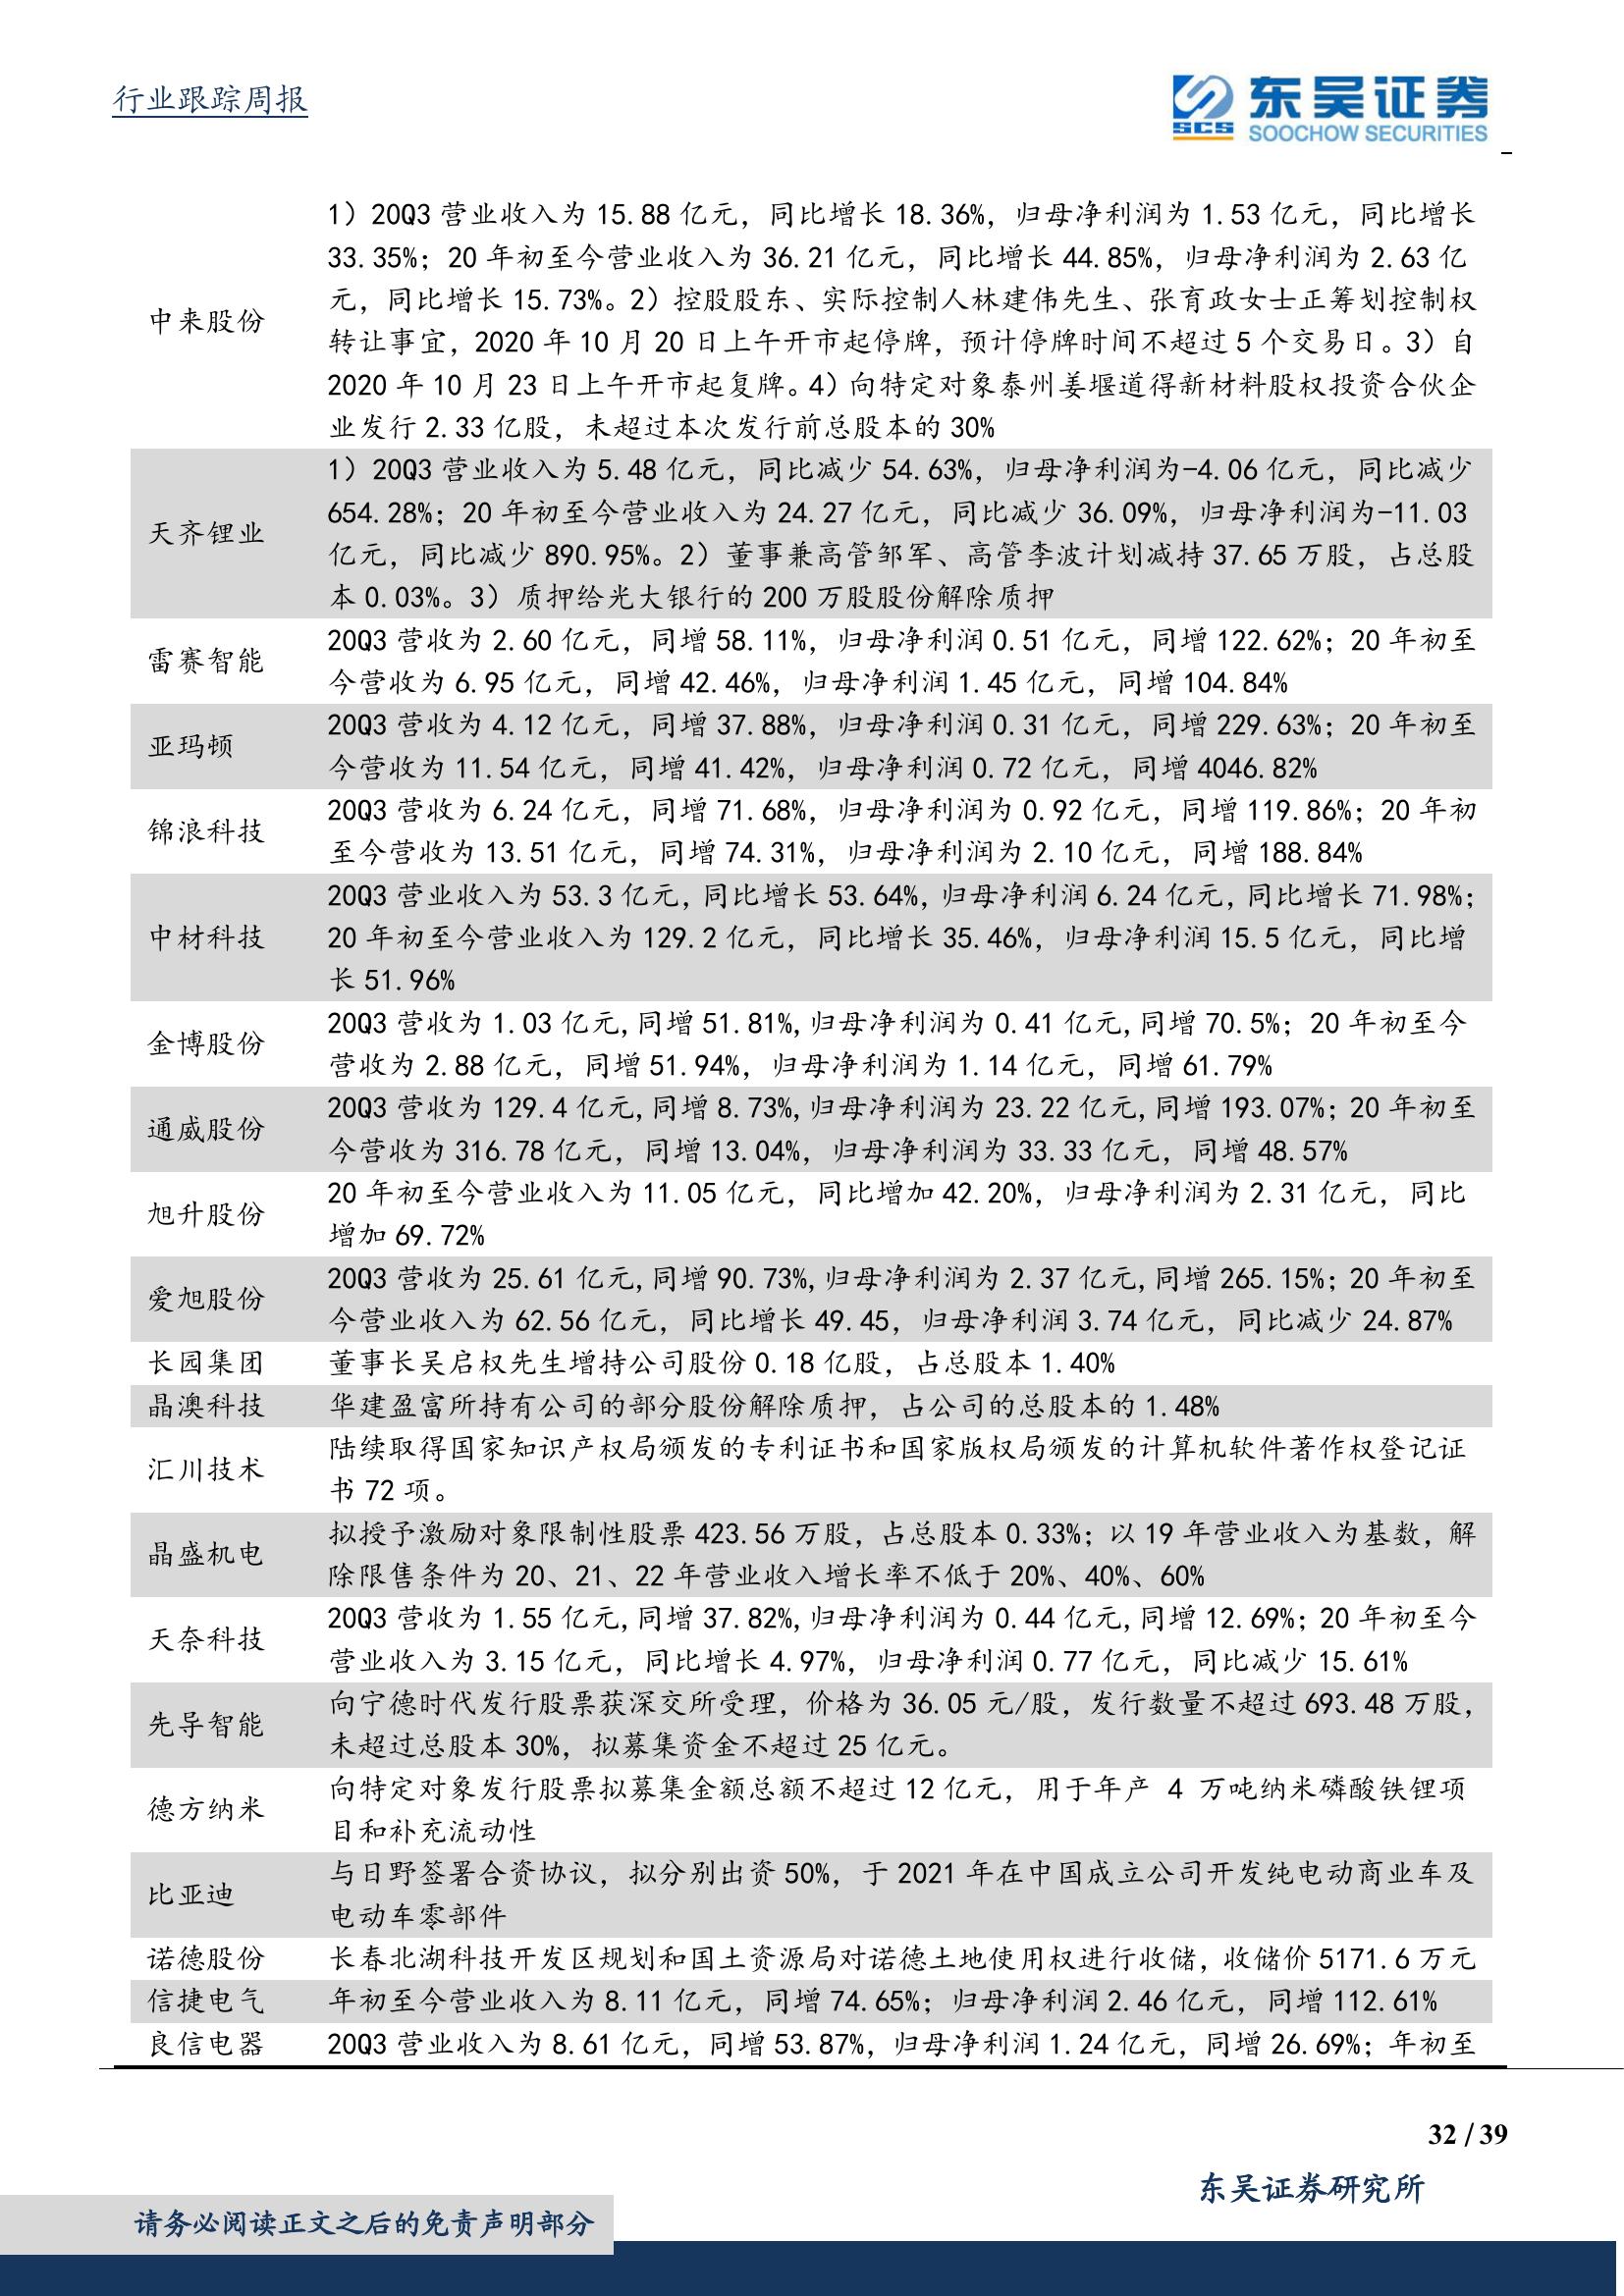 行业跟踪周报
SCS 东吴证券
SOOCHOW SECURITIES
中来股份
1）20Q3 营业收入为 15.88 亿元，同比增长 18.36%，归母净利润为 1.53 亿元，同比增长
33.35%；20 年初至今营业收入为 36.21 亿元，同比增长 44.85%，归母净利润为 2.63 亿
元，同比增长 15.73%。2）控股股东、实际控制人林建伟先生、张育政女士正筹划控制权
转让事宜，2020 年 10 月 20 日上午开市起停牌，预计停牌时间不超过 5 个交易日。3）自
2020 年 10 月 23 日上午开市起复牌。4）向特定对象泰州姜堰道得新材料股权投资合伙企
业发行 2.33 亿股，未超过本次发行前总股本的 30%
天齐锂业
1）20Q3 营业收入为 5.48 亿元，同比减少 54.63%，归母净利润为-4.06 亿元，同比减少
654.28%；20 年初至今营业收入为 24.27 亿元，同比减少 36.09%，归母净利润为-11.03
亿元，同比减少 890.95%。2）董事兼高管邹军、高管李波计划减持 37.65 万股，占总股
本 0.03%。3）质押给光大银行的 200 万股股份解除质押
雷赛智能
20Q3 营收为 2.60 亿元，同增 58.11%，归母净利润 0.51 亿元，同增 122.62%；20 年初至
今营收为 6.95 亿元，同增 42.46%，归母净利润 1.45 亿元，同增 104.84%
亚玛顿
20Q3 营收为 4.12 亿元，同增 37.88%，归母净利润 0.31 亿元，同增 229.63%；20 年初至
今营收为 11.54 亿元，同增 41.42%，归母净利润 0.72 亿元，同增 4046.82%
锦浪科技
20Q3 营收为 6.24 亿元，同增 71.68%，归母净利润为 0.92 亿元，同增 119.86%；20 年初
至今营收为 13.51 亿元，同增 74.31%，归母净利润为 2.10 亿元，同增 188.84%
中材科技
20Q3 营业收入为 53.3 亿元,同比增长 53.64%,归母净利润 6.24 亿元,同比增长 71.98%；
20 年初至今营业收入为 129.2 亿元，同比增长 35.46%，归母净利润 15.5 亿元，同比增
长 51.96%
金博股份
20Q3 营收为 1.03 亿元,同增 51.81%,归母净利润为 0.41 亿元,同增 70.5%；20 年初至今
营收为 2.88 亿元，同增 51.94%，归母净利润为 1.14 亿元，同增 61.79%
通威股份
20Q3 营收为 129.4 亿元,同增 8.73%,归母净利润为 23.22 亿元,同增 193.07%；20 年初至
今营收为 316.78 亿元，同增 13.04%，归母净利润为 33.33 亿元，同增 48.57%
旭升股份
20 年初至今营业收入为 11.05 亿元，同比增加 42.20%，归母净利润为 2.31 亿元，同比
增加 69.72%
爱旭股份
20Q3 营收为 25.61 亿元,同增 90.73%,归母净利润为 2.37 亿元,同增 265.15%；20 年初至
今营业收入为 62.56 亿元，同比增长 49.45，归母净利润 3.74 亿元，同比减少 24.87%
长园集团 董事长吴启权先生增持公司股份 0.18 亿股，占总股本 1.40%
晶澳科技 华建盈富所持有公司的部分股份解除质押，占公司的总股本的 1.48%
汇川技术
陆续取得国家知识产权局颁发的专利证书和国家版权局颁发的计算机软件著作权登记证
书 72 项。
晶盛机电
拟授予激励对象限制性股票 423.56 万股，占总股本 0.33%；以 19 年营业收入为基数，解
除限售条件为 20、21、22 年营业收入增长率不低于 20%、40%、60%
天奈科技
20Q3 营收为 1.55 亿元,同增 37.82%,归母净利润为 0.44 亿元,同增 12.69%；20 年初至今
营业收入为 3.15 亿元，同比增长 4.97%，归母净利润 0.77 亿元，同比减少 15.61%
先导智能
向宁德时代发行股票获深交所受理，价格为 36.05 元/股，发行数量不超过 693.48 万股，
未超过总股本 30%，拟募集资金不超过 25 亿元。
德方纳米
向特定对象发行股票拟募集金额总额不超过 12 亿元，用于年产 4 万吨纳米磷酸铁锂项
目和补充流动性
比亚迪
与日野签署合资协议，拟分别出资 50%，于 2021 年在中国成立公司开发纯电动商业车及
电动车零部件
诺德股份 长春北湖科技开发区规划和国土资源局对诺德土地使用权进行收储，收储价 5171.6 万元
信捷电气 年初至今营业收入为 8.11 亿元，同增 74.65%；归母净利润 2.46 亿元，同增 112.61%
良信电器 20Q3 营业收入为 8.61 亿元，同增 53.87%，归母净利润 1.24 亿元，同增 26.69%；年初至
32 / 39
东吴证券研究所
请务必阅读正文之后的免责声明部分